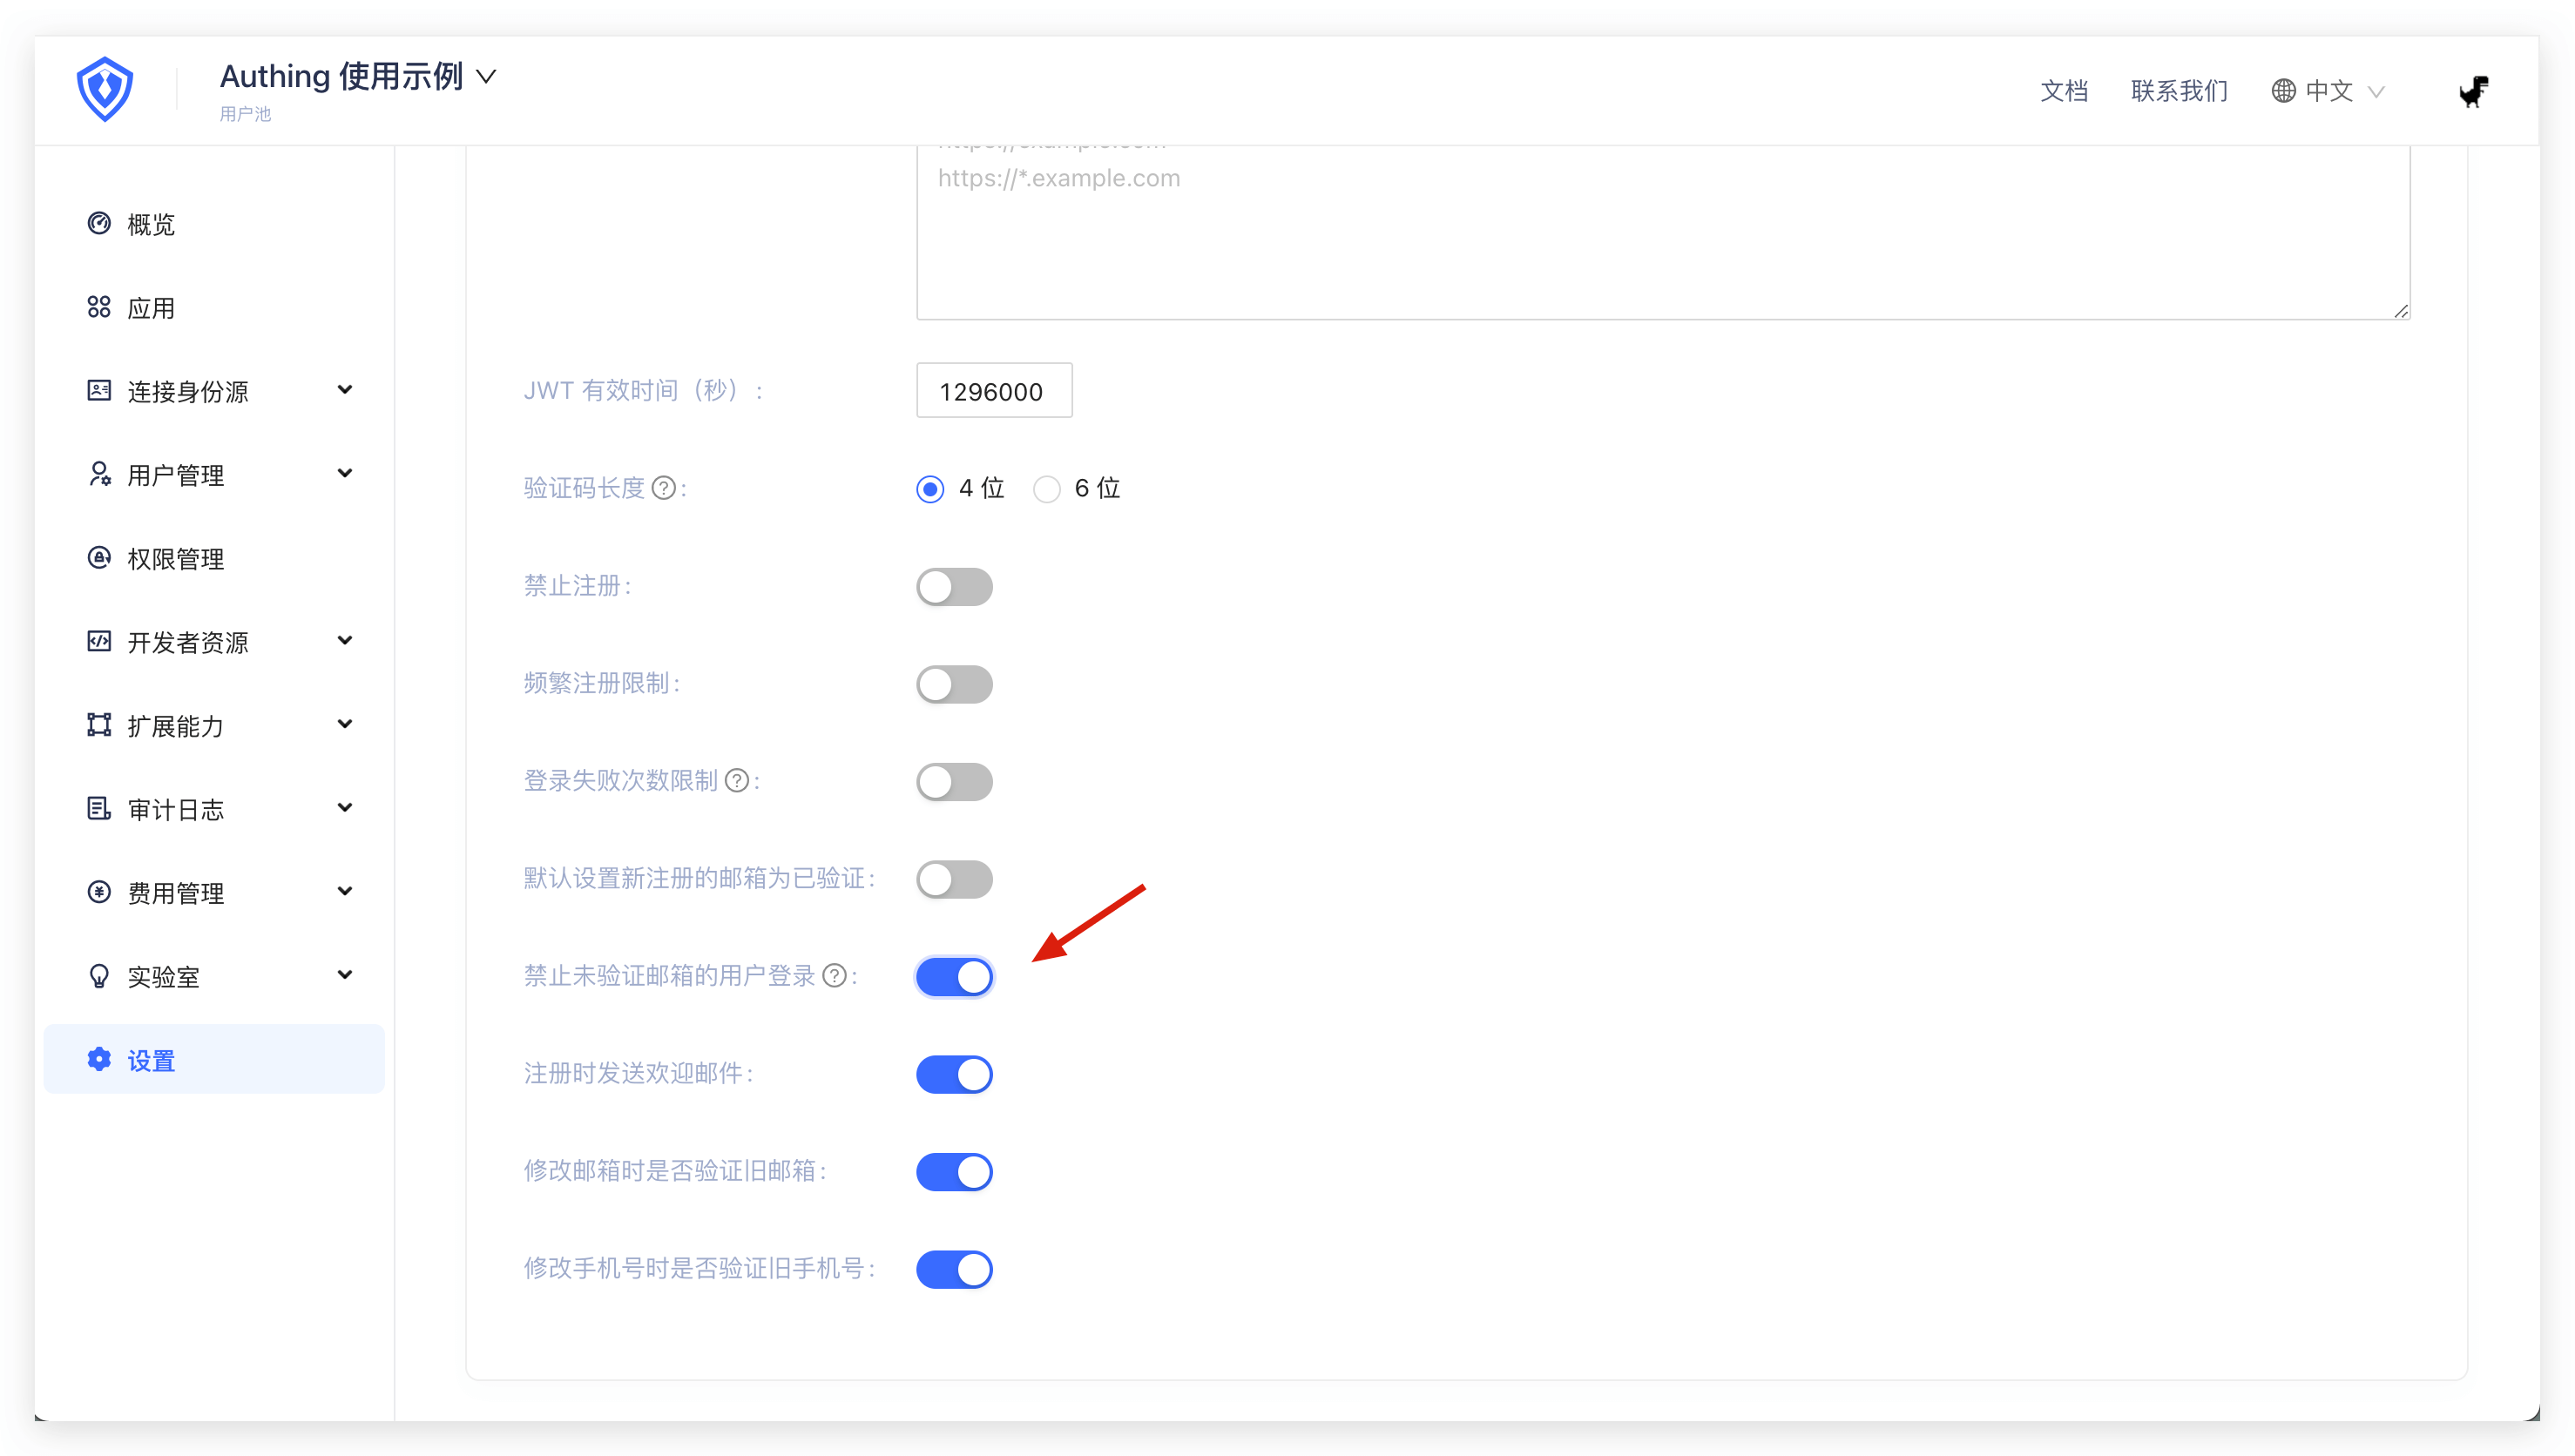 Authing 使用示例
用户池
文档
联系我们
中文
概览
应用
连接身份源
用户管理
权限管理
开发者资源
扩展能力
审计日志
费用管理
实验室
设置
https://example.com
https://*.example.com
JWT 有效时间（秒）:
1296000
验证码长度 ? :
4 位
6 位
禁止注册:
频繁注册限制:
登录失败次数限制 ? :
默认设置新注册的邮箱为已验证:
禁止未验证邮箱的用户登录 ? :
注册时发送欢迎邮件:
修改邮箱时是否验证旧邮箱:
修改手机号时是否验证旧手机号: